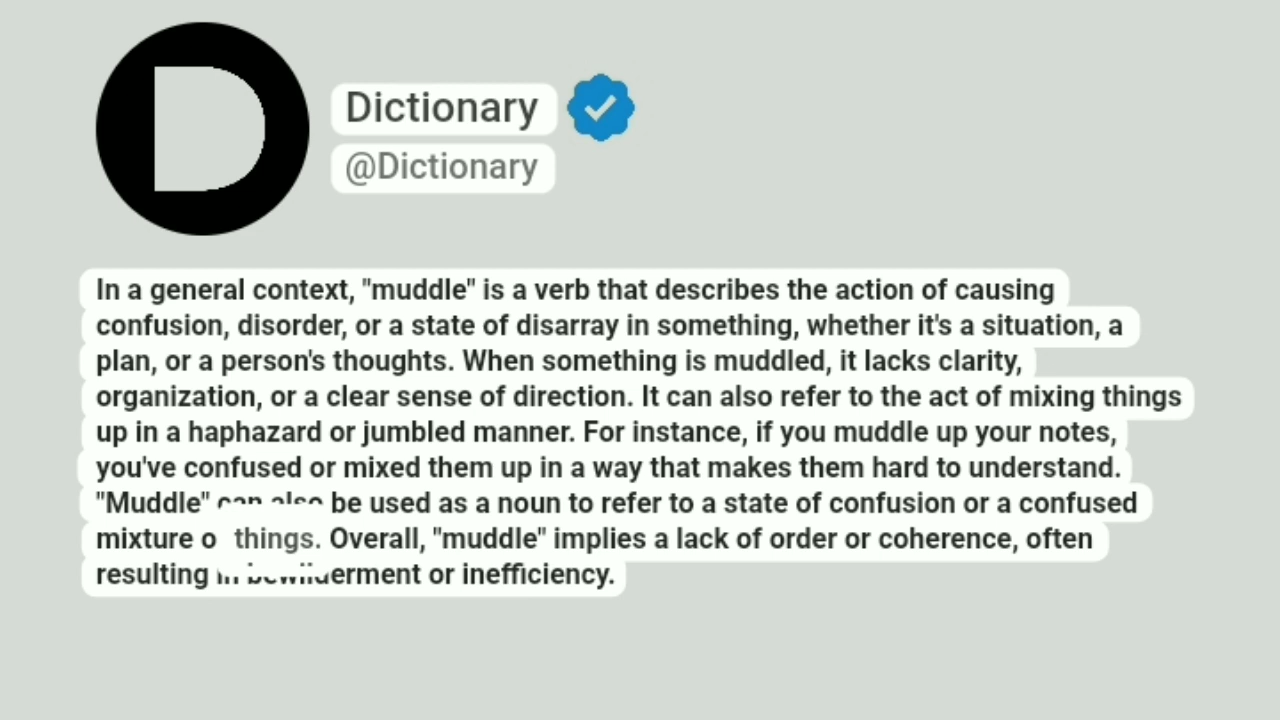 D
Dictionary
@Dictionary
In a general context, "muddle" is a verb that describes the action of causing
confusion, disorder, or a state of disarray in something, whether it's a situation, a
plan, or a person's thoughts. When something is muddled, it lacks clarity,
organization, or a clear sense of direction. It can also refer to the act of mixing things
up in a haphazard or jumbled manner. For instance, if you muddle up your notes,
you've confused or mixed them up in a way that makes them hard to understand.
"Muddle" can also be used as a noun to refer to a state of confusion or a confused
mixture o things. Overall, "muddle" implies a lack of order or coherence, often
resulting in bewilderment or inefficiency.